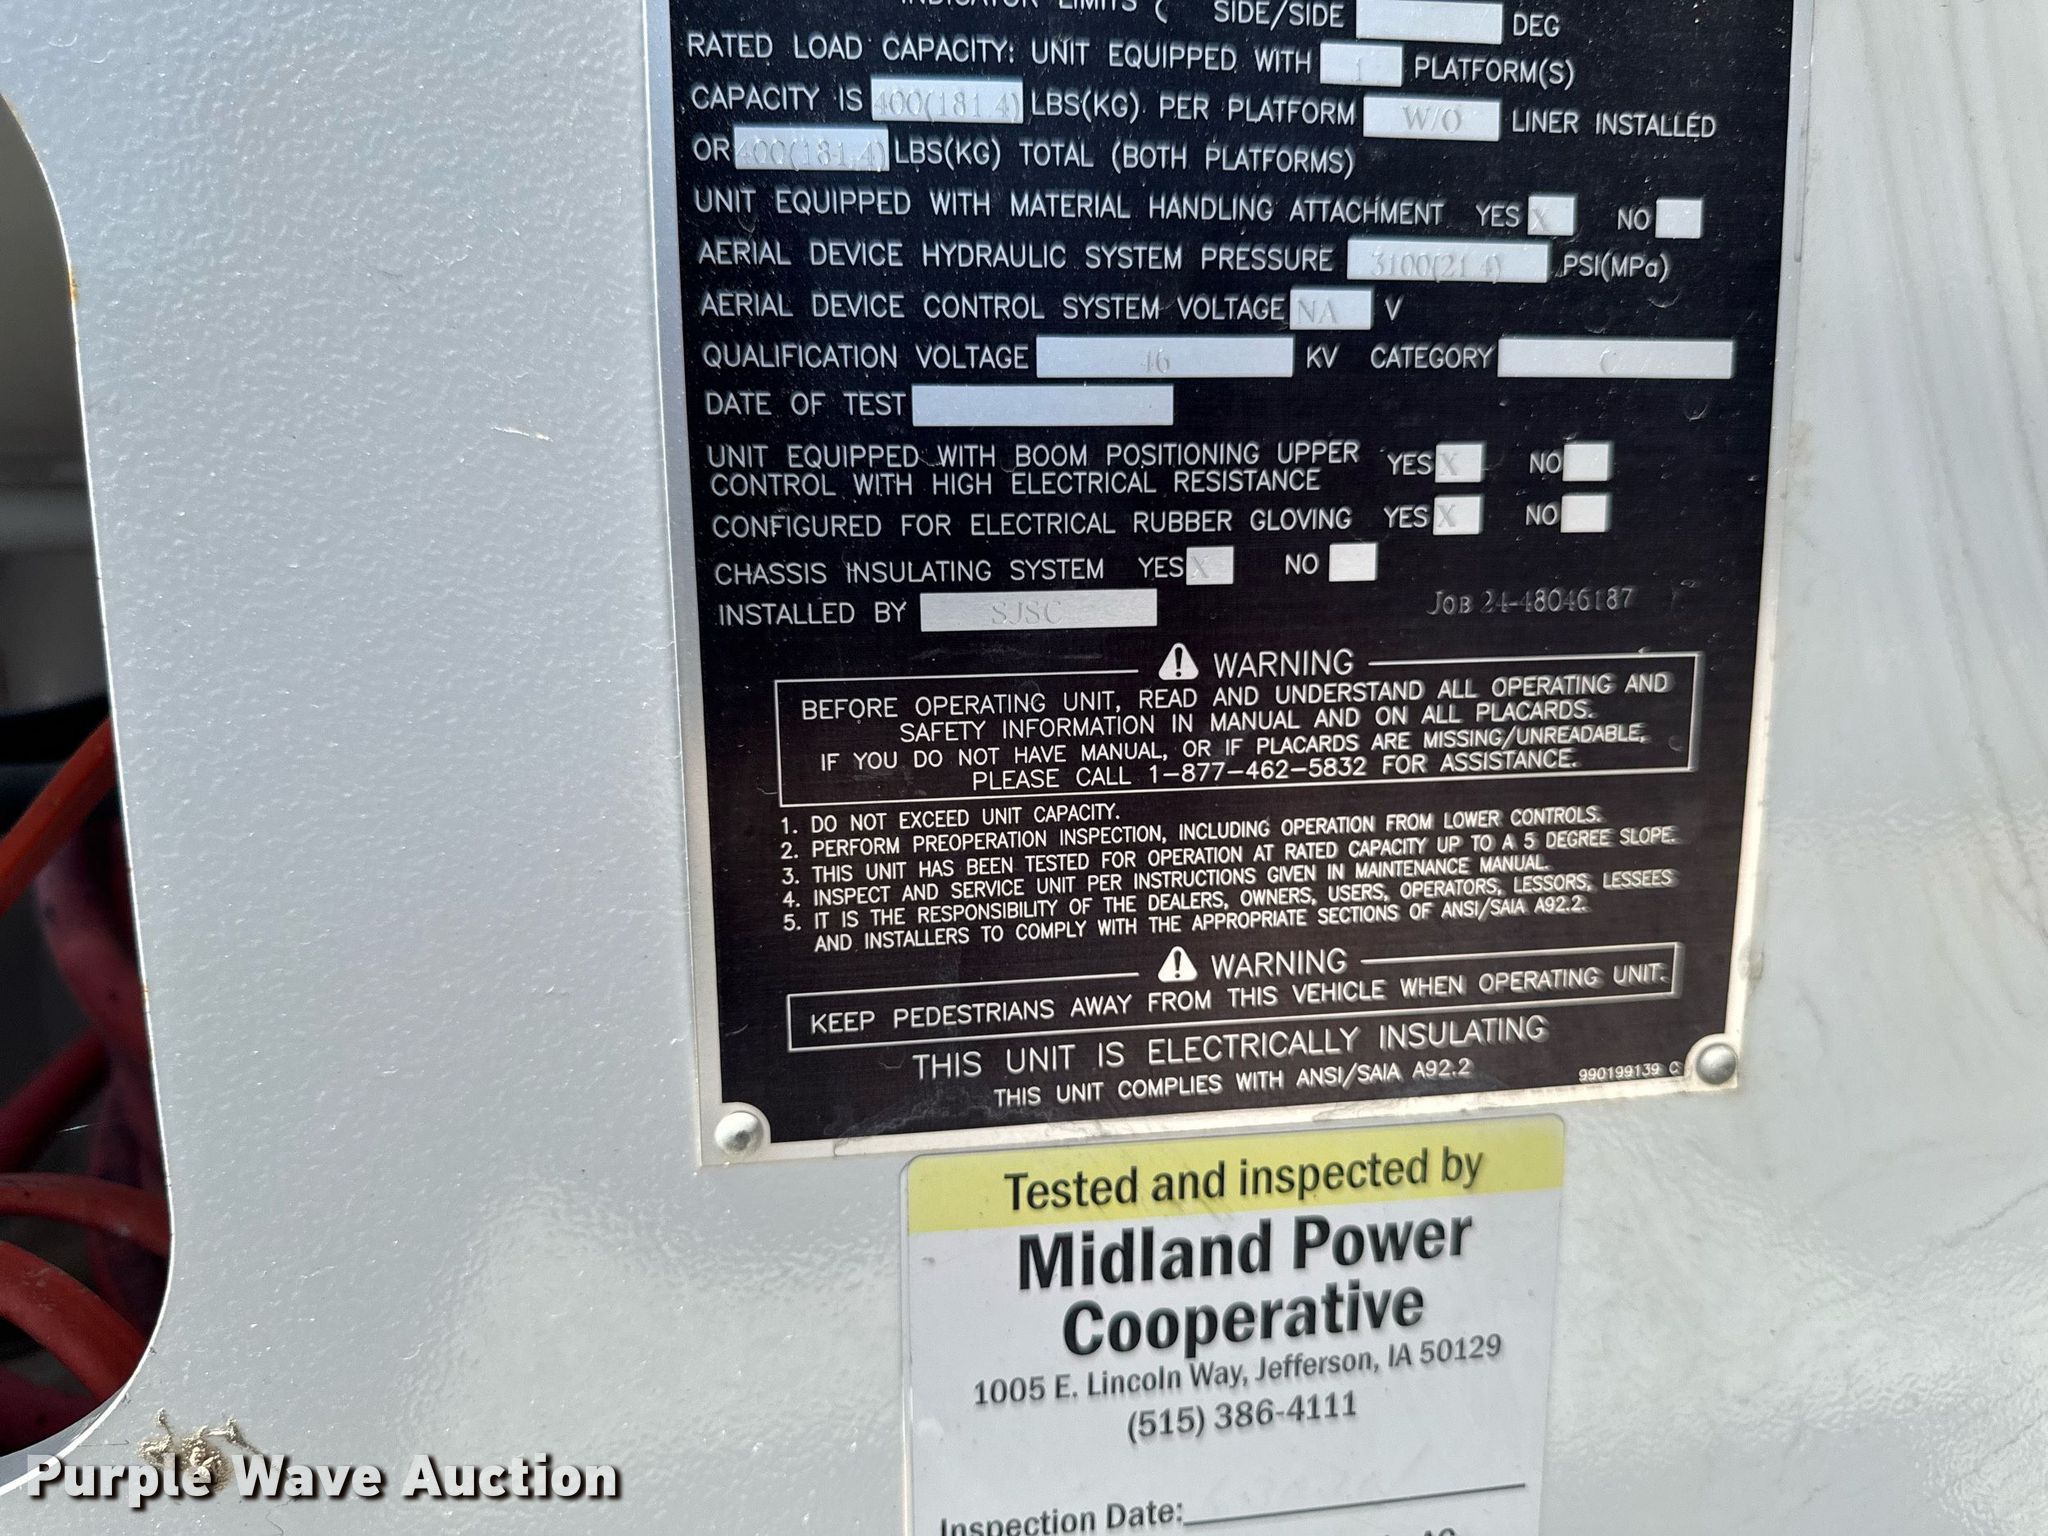 INDICATOR LIMITS ( SIDE/SIDE DEG
RATED LOAD CAPACITY: UNIT EQUIPPED WITH 1 PLATFORM(S)
CAPACITY IS 400(181.4) LBS(KG) PER PLATFORM W/O LINER INSTALLED
OR 400(181.4) LBS(KG) TOTAL (BOTH PLATFORMS)
UNIT EQUIPPED WITH MATERIAL HANDLING ATTACHMENT YES X NO
AERIAL DEVICE HYDRAULIC SYSTEM PRESSURE 3100(21.4) PSI(MPa)
AERIAL DEVICE CONTROL SYSTEM VOLTAGE NA V
QUALIFICATION VOLTAGE 46 KV CATEGORY C
DATE OF TEST
UNIT EQUIPPED WITH BOOM POSITIONING UPPER YES X NO
CONTROL WITH HIGH ELECTRICAL RESISTANCE
CONFIGURED FOR ELECTRICAL RUBBER GLOVING YES X NO
CHASSIS INSULATING SYSTEM YES X NO
INSTALLED BY SJSC
JOB 24-48046187
WARNING
BEFORE OPERATING UNIT, READ AND UNDERSTAND ALL OPERATING AND
SAFETY INFORMATION IN MANUAL AND ON ALL PLACARDS.
IF YOU DO NOT HAVE MANUAL, OR IF PLACARDS ARE MISSING/UNREADABLE,
PLEASE CALL 1-877-462-5832 FOR ASSISTANCE.
1. DO NOT EXCEED UNIT CAPACITY.
2. PERFORM PREOPERATION INSPECTION, INCLUDING OPERATION FROM LOWER CONTROLS.
3. THIS UNIT HAS BEEN TESTED FOR OPERATION AT RATED CAPACITY UP TO A 5 DEGREE SLOPE.
4. INSPECT AND SERVICE UNIT PER INSTRUCTIONS GIVEN IN MAINTENANCE MANUAL.
5. IT IS THE RESPONSIBILITY OF THE DEALERS, OWNERS, USERS, OPERATORS, LESSORS, LESSEES
AND INSTALLERS TO COMPLY WITH THE APPROPRIATE SECTIONS OF ANSI/SAIA A92.2.
WARNING
KEEP PEDESTRIANS AWAY FROM THIS VEHICLE WHEN OPERATING UNIT.
THIS UNIT IS ELECTRICALLY INSULATING
THIS UNIT COMPLIES WITH ANSI/SAIA A92.2
990199139 C
Tested and inspected by
Midland Power
Cooperative
1005 E. Lincoln Way, Jefferson, IA 50129
(515) 386-4111
Inspection Date:
Purple Wave Auction